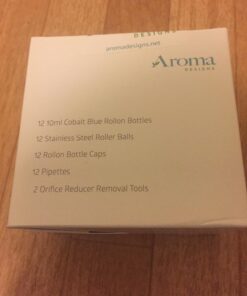 DESIGNS
aromadesigns.net
Aroma
DESIGNS
12 10ml Cobalt Blue Rollon Bottles
12 Stainless Steel Roller Balls
12 Rollon Bottle Caps
12 Pipettes
2 Orifice Reducer Removal Tools